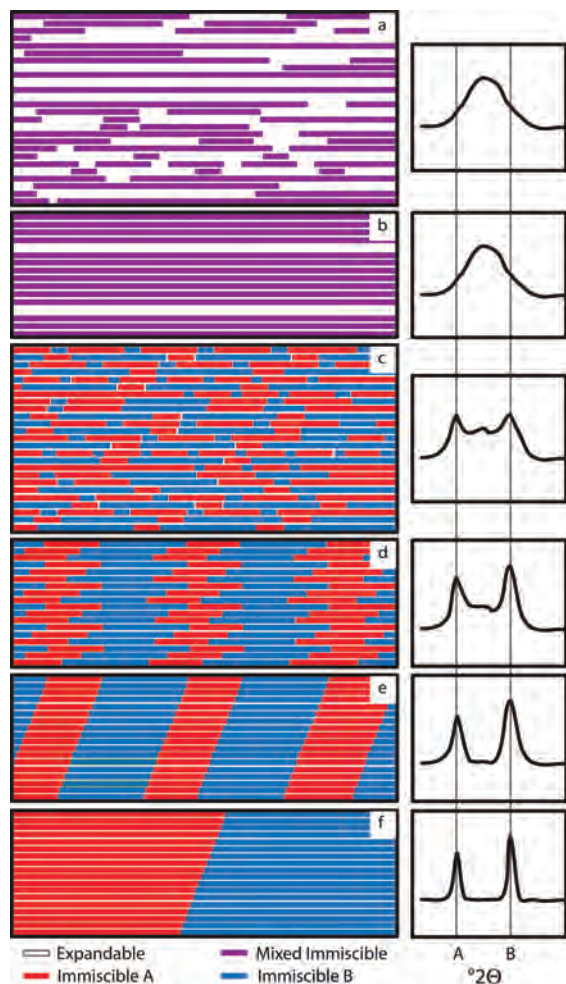 a
b
c
d
e
f
Expandable
Mixed Immiscible
A
B
Immiscible A
Immiscible B
°2Θ